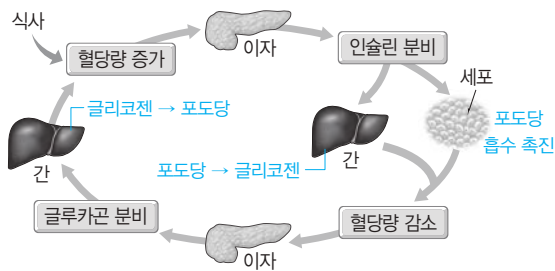 식사
혈당량 증가
이자
인슐린 분비
세포
글리코젠 → 포도당
간
포도당 → 글리코젠
간
포도당
흡수 촉진
글루카곤 분비
이자
혈당량 감소